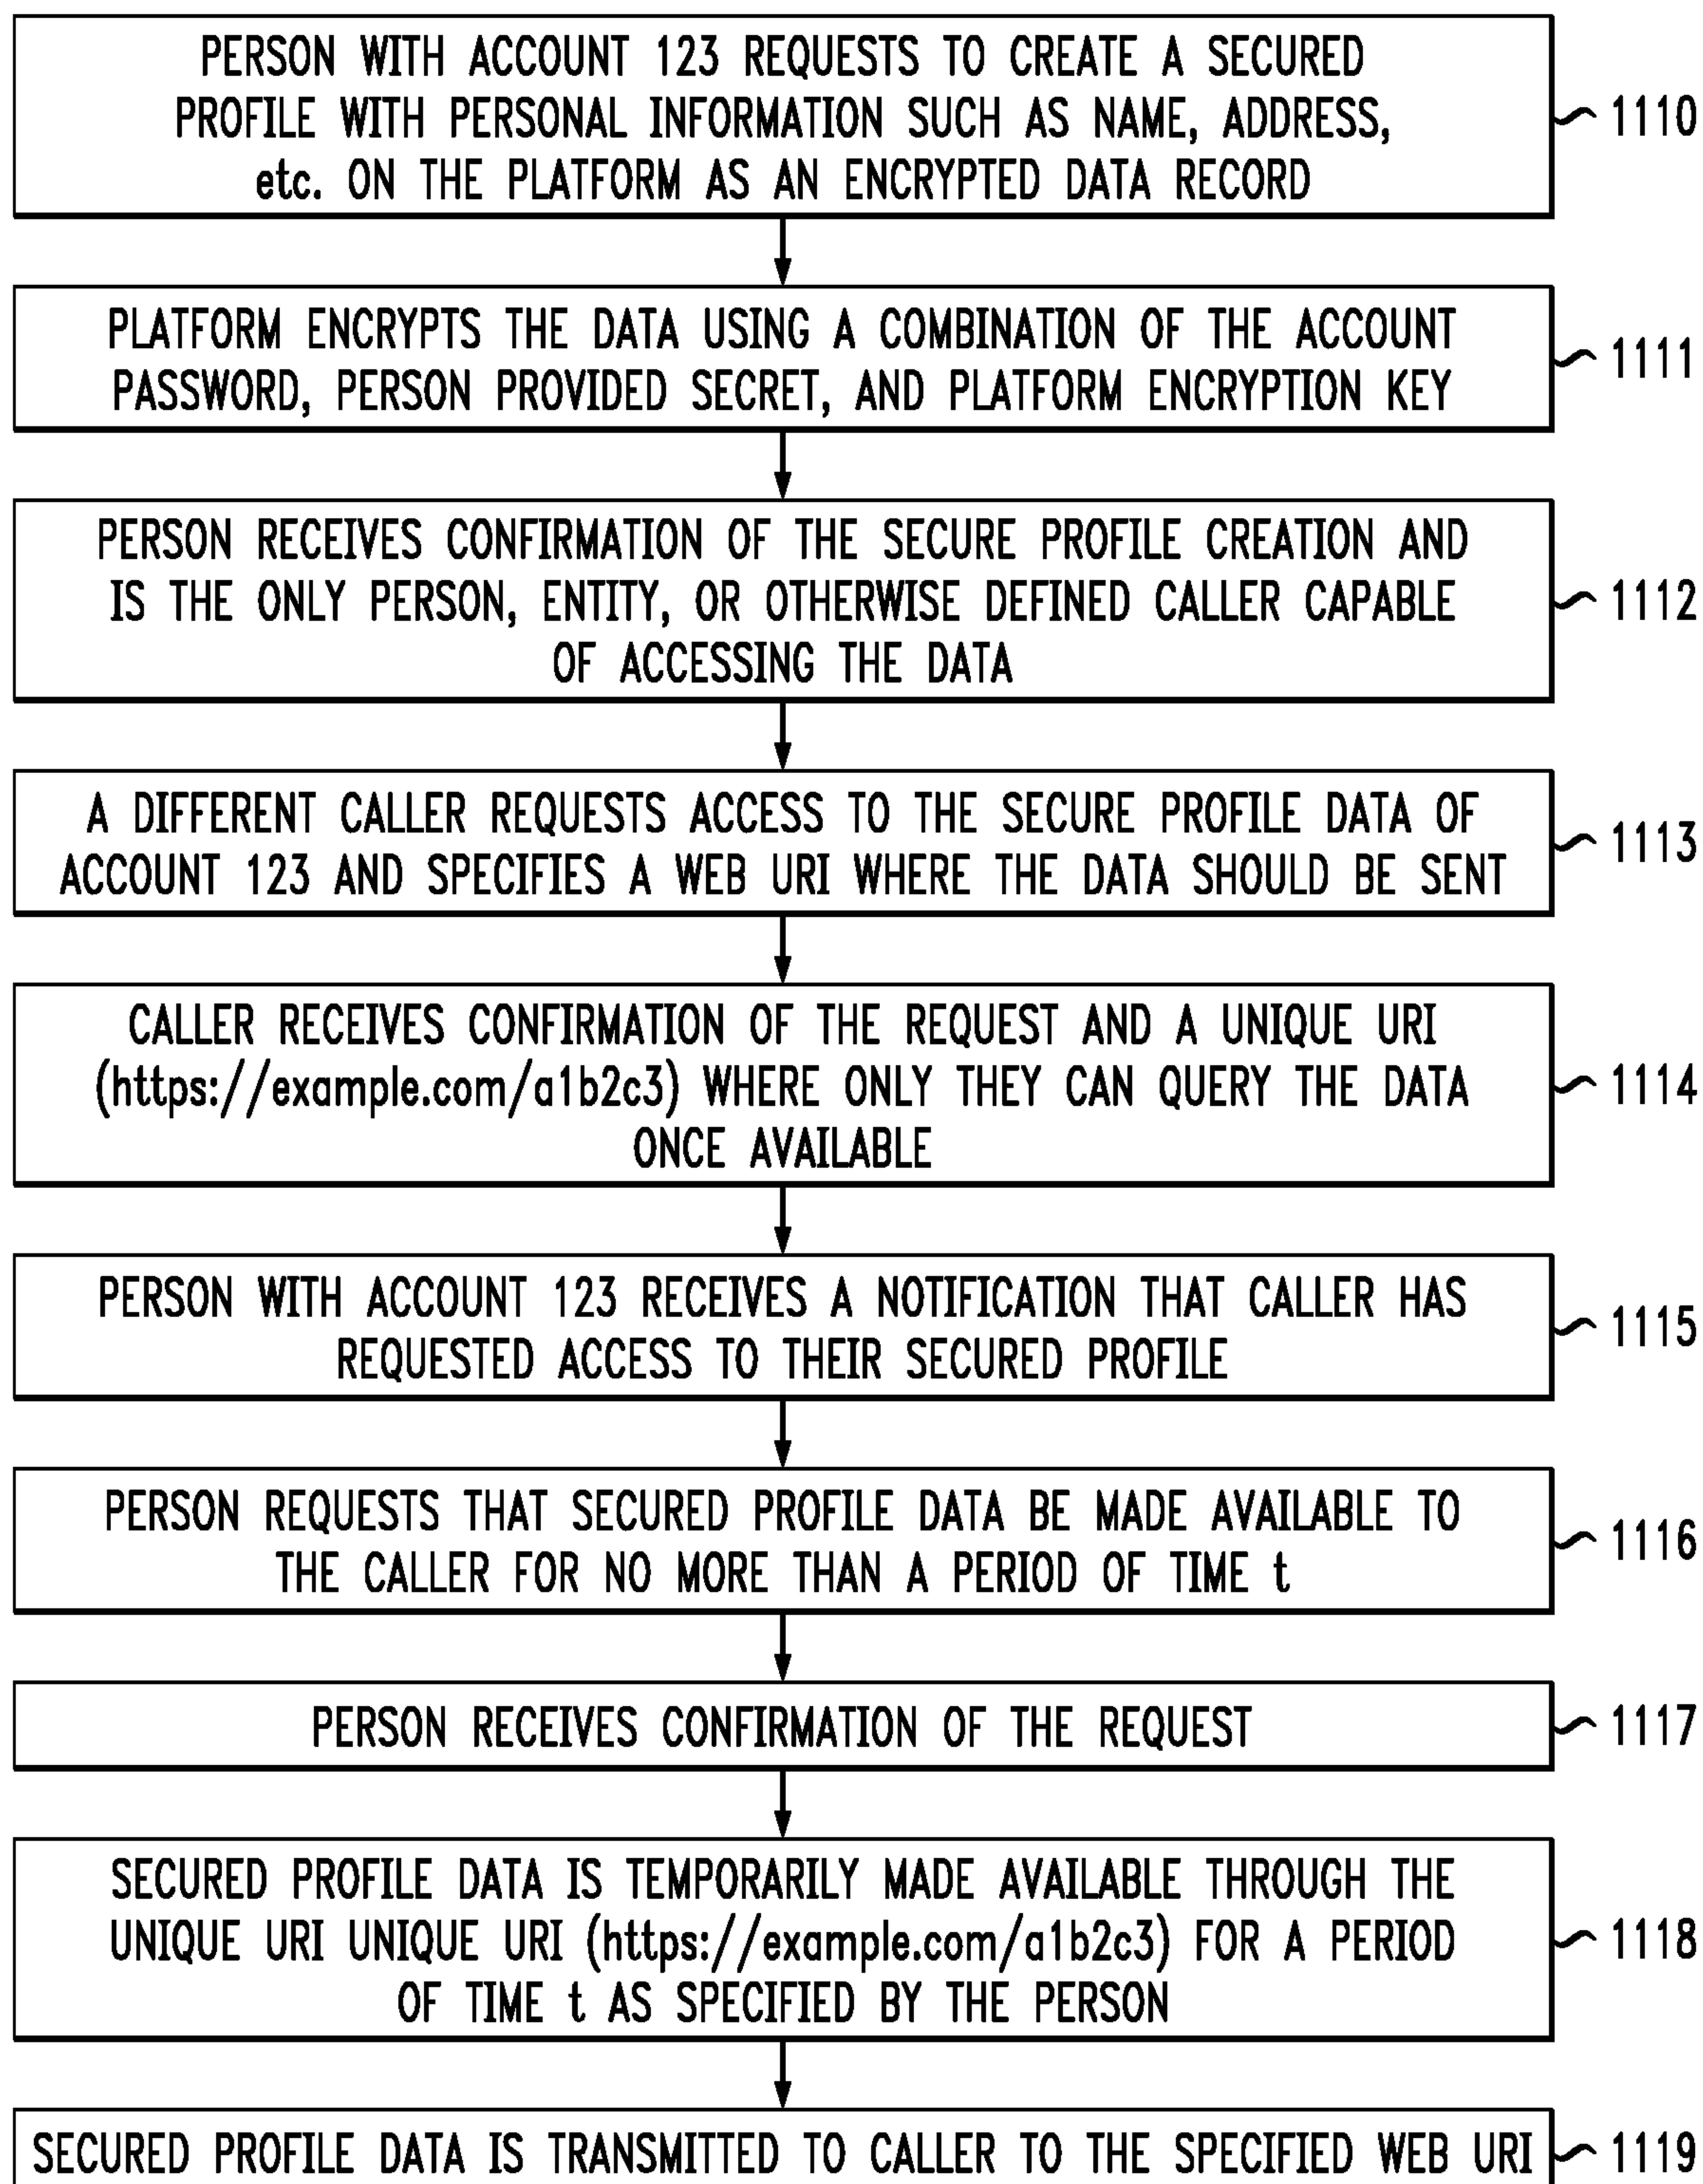 PERSON WITH ACCOUNT 123 REQUESTS TO CREATE A SECURED
PROFILE WITH PERSONAL INFORMATION SUCH AS NAME, ADDRESS,
etc. ON THE PLATFORM AS AN ENCRYPTED DATA RECORD
1110
PLATFORM ENCRYPTS THE DATA USING A COMBINATION OF THE ACCOUNT
PASSWORD, PERSON PROVIDED SECRET, AND PLATFORM ENCRYPTION KEY
1111
PERSON RECEIVES CONFIRMATION OF THE SECURE PROFILE CREATION AND
IS THE ONLY PERSON, ENTITY, OR OTHERWISE DEFINED CALLER CAPABLE
OF ACCESSING THE DATA
1112
A DIFFERENT CALLER REQUESTS ACCESS TO THE SECURE PROFILE DATA OF
ACCOUNT 123 AND SPECIFIES A WEB URI WHERE THE DATA SHOULD BE SENT
1113
CALLER RECEIVES CONFIRMATION OF THE REQUEST AND A UNIQUE URI
(https://example.com/a1b2c3) WHERE ONLY THEY CAN QUERY THE DATA
ONCE AVAILABLE
1114
PERSON WITH ACCOUNT 123 RECEIVES A NOTIFICATION THAT CALLER HAS
REQUESTED ACCESS TO THEIR SECURED PROFILE
1115
PERSON REQUESTS THAT SECURED PROFILE DATA BE MADE AVAILABLE TO
THE CALLER FOR NO MORE THAN A PERIOD OF TIME t
1116
PERSON RECEIVES CONFIRMATION OF THE REQUEST
1117
SECURED PROFILE DATA IS TEMPORARILY MADE AVAILABLE THROUGH THE
UNIQUE URI UNIQUE URI (https://example.com/a1b2c3) FOR A PERIOD
OF TIME t AS SPECIFIED BY THE PERSON
1118
SECURED PROFILE DATA IS TRANSMITTED TO CALLER TO THE SPECIFIED WEB URI
1119